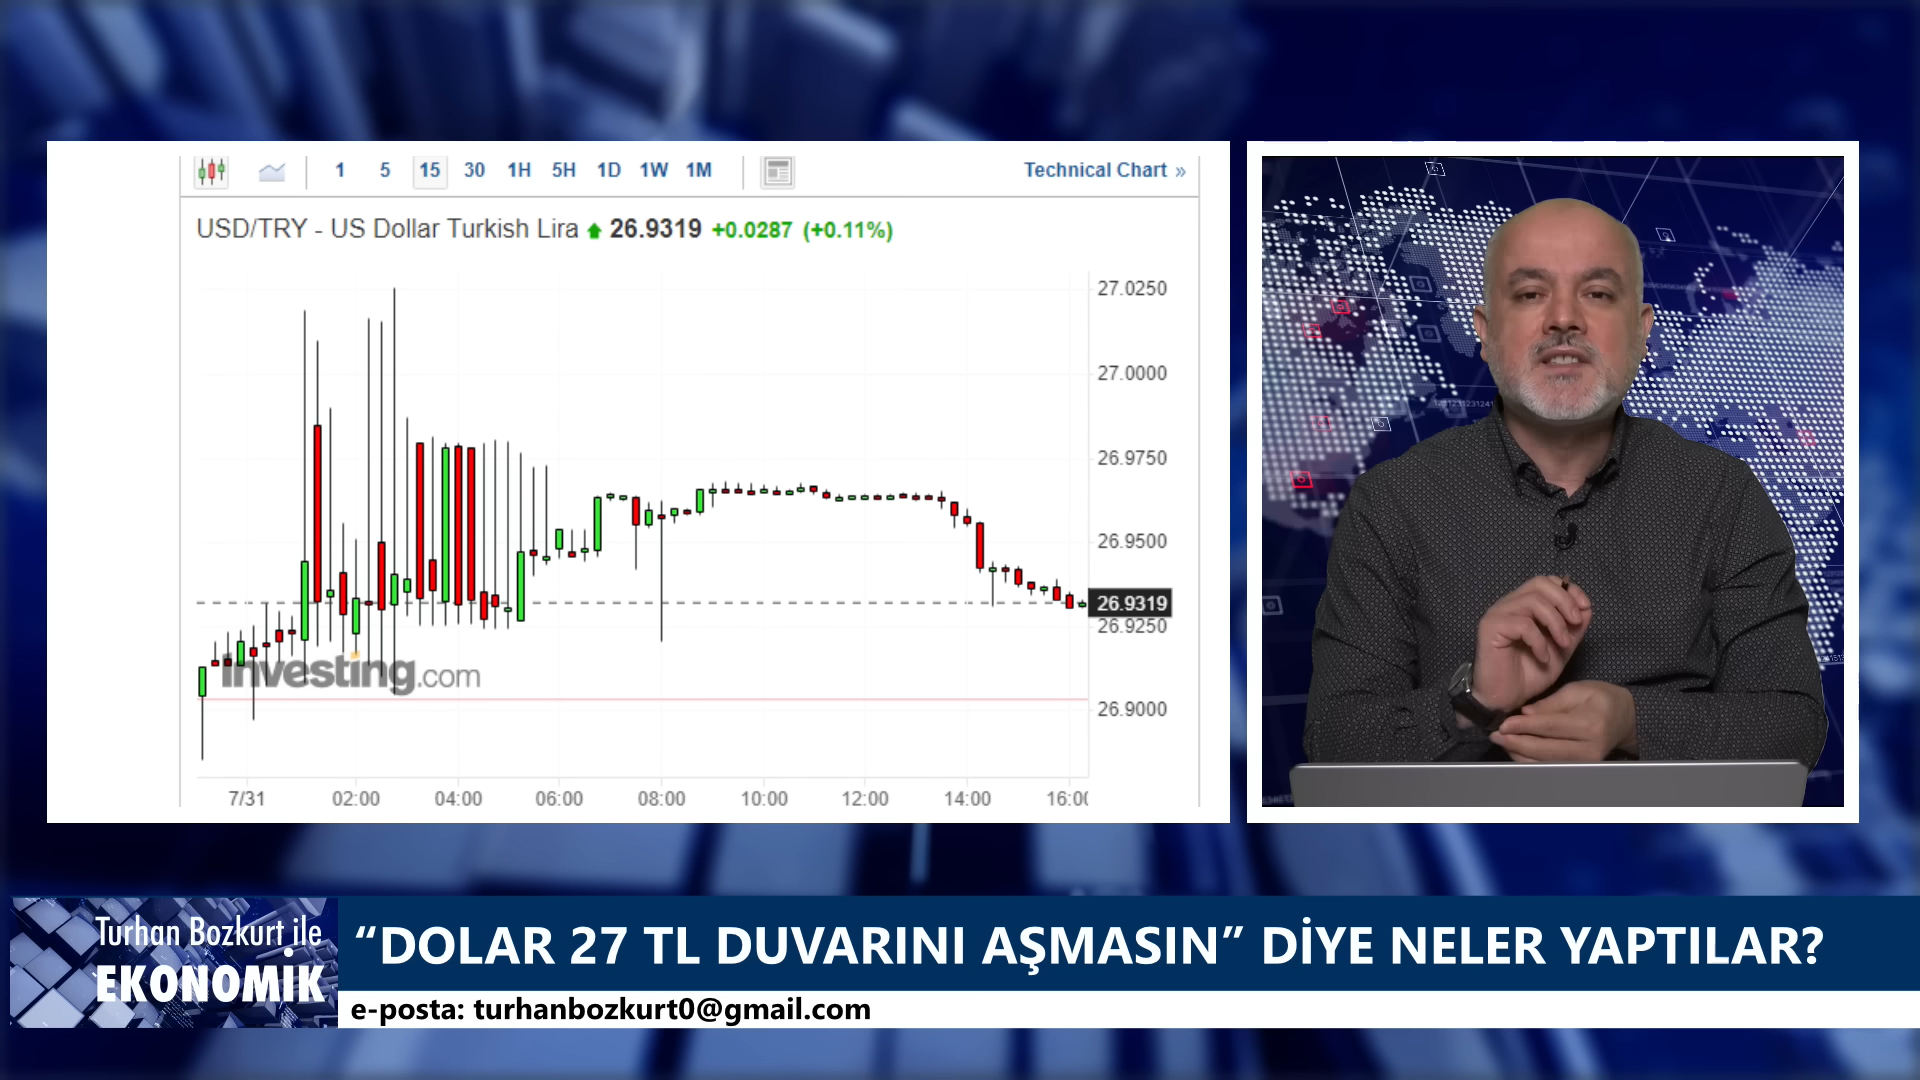 1 5 15 30 1H 5H 1D 1W 1M Technical Chart »
USD/TRY - US Dollar Turkish Lira 26.9319 +0.0287 (+0.11%)
27.0250
27.0000
26.9750
26.9500
26.9319
26.9250
26.9000
investing.com
7/31 02:00 04:00 06:00 08:00 10:00 12:00 14:00 16:00
Turhan Bozkurt ile
EKONOMİK
“DOLAR 27 TL DUVARINI AŞMASIN” DİYE NELER YAPTILAR?
e-posta: turhanbozkurt0@gmail.com